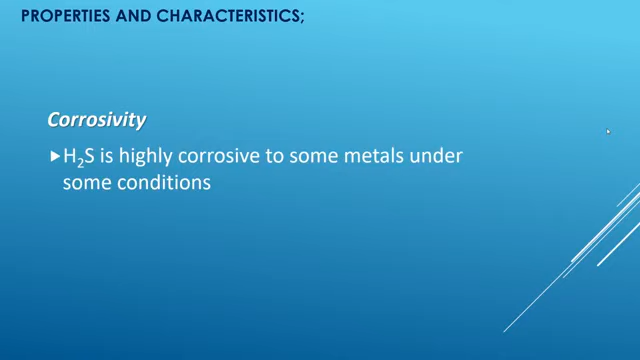 PROPERTIES AND CHARACTERISTICS;
Corrosivity
H₂S is highly corrosive to some metals under
some conditions